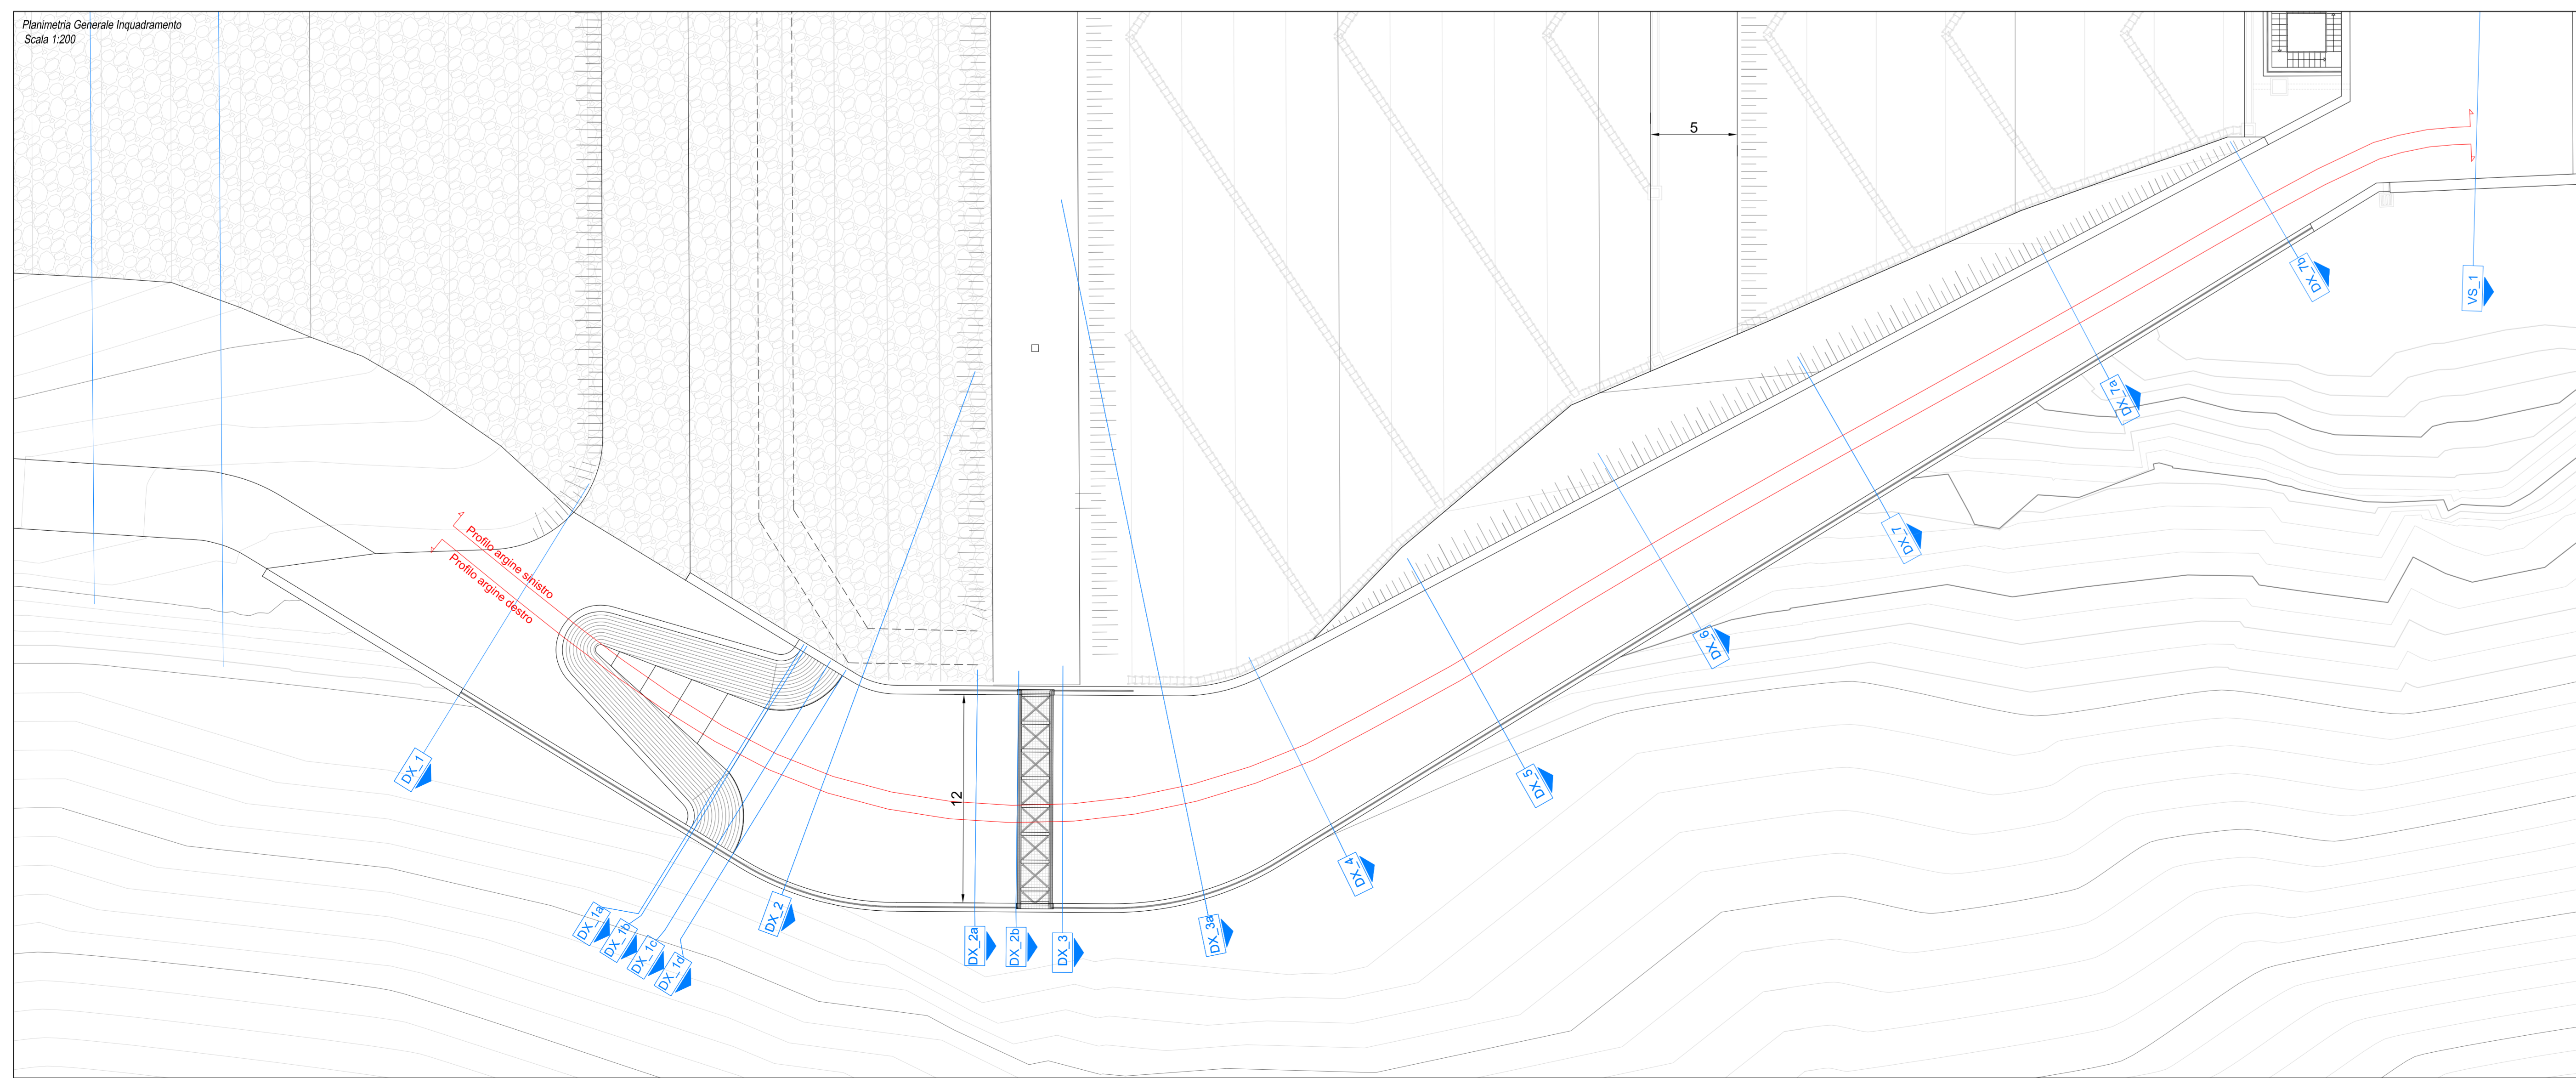 Planimetria Generale Inquadramento
Scala 1:200
5
DX_7b
VS_1
DX_7a
DX_7
Profilo argine sinistro
Profilo argine destro
DX_6
DX_1
DX_5
12
DX_4
DX_1a
DX_1b
DX_1c
DX_1d
DX_2
DX_2a
DX_2b
DX_3
DX_3a